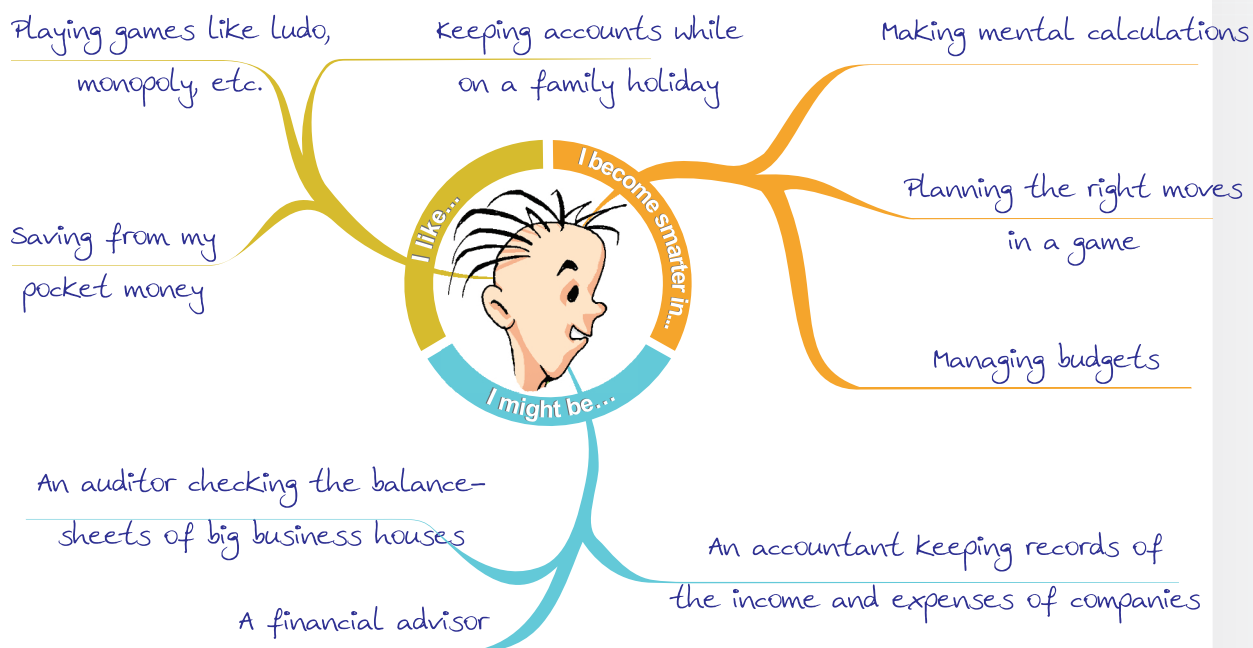 Playing games like ludo,
monopoly, etc.
Keeping accounts while
on a family holiday
Making mental calculations
Planning the right moves
in a game
Saving from my
pocket money
I like...
I become smarter in...
Managing budgets
I might be...
An auditor checking the balance-
sheets of big business houses
An accountant keeping records of
the income and expenses of companies
A financial advisor